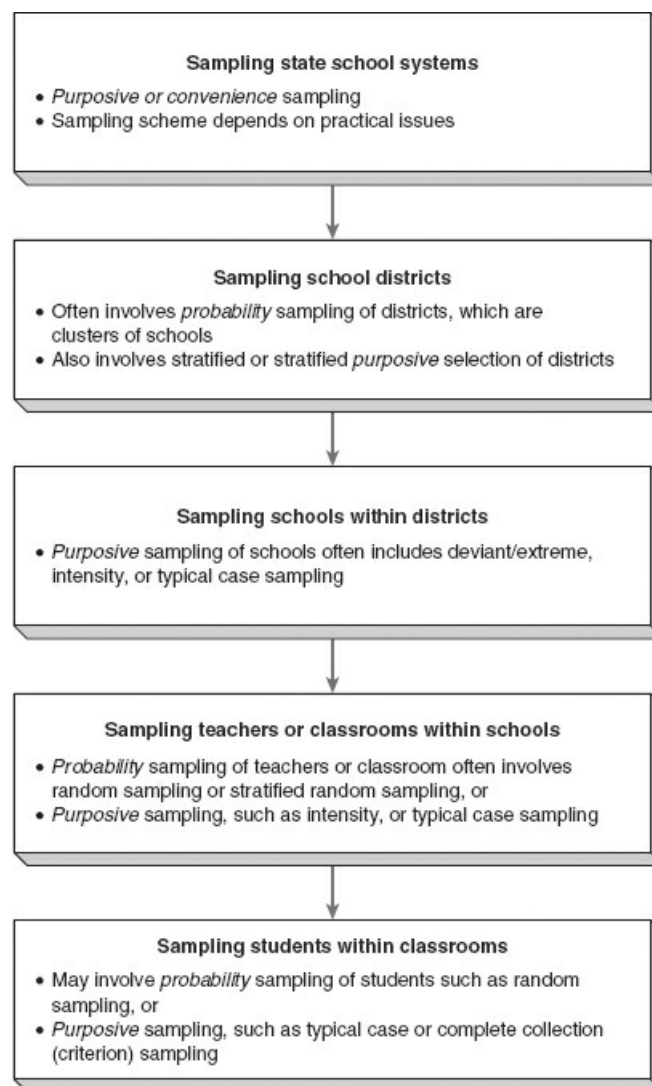 Sampling state school systems
• Purposive or convenience sampling
• Sampling scheme depends on practical issues
Sampling school districts
• Often involves probability sampling of districts, which are
clusters of schools
• Also involves stratified or stratified purposive selection of districts
Sampling schools within districts
• Purposive sampling of schools often includes deviant/extreme,
intensity, or typical case sampling
Sampling teachers or classrooms within schools
• Probability sampling of teachers or classroom often involves
random sampling or stratified random sampling, or
• Purposive sampling, such as intensity, or typical case sampling
Sampling students within classrooms
• May involve probability sampling of students such as random
sampling, or
• Purposive sampling, such as typical case or complete collection
(criterion) sampling